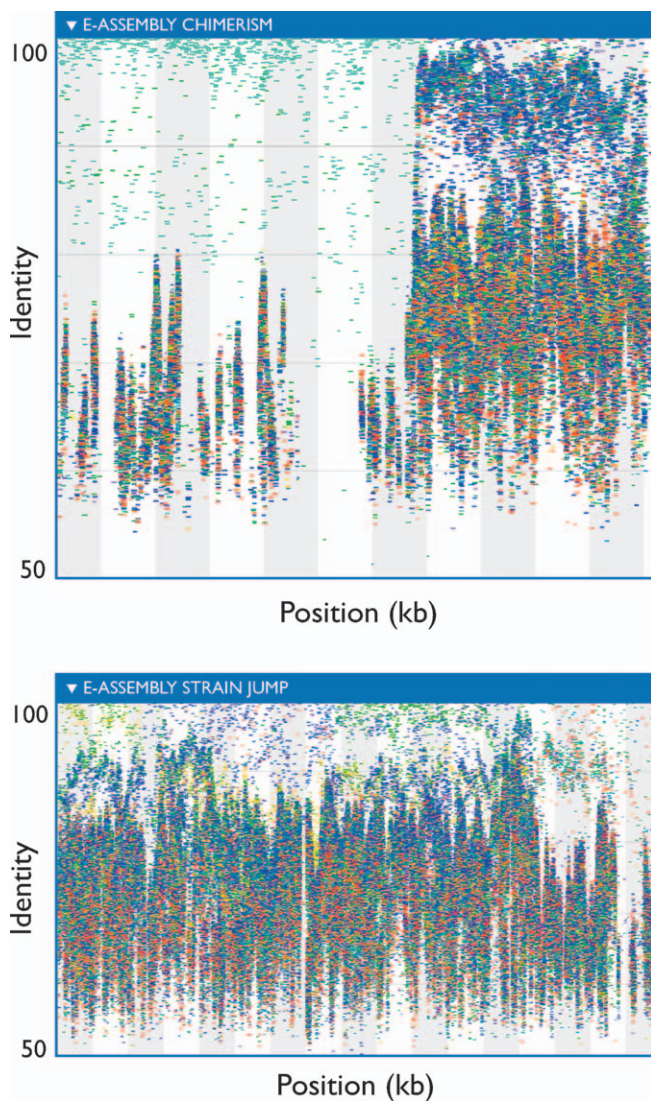 ▼ E-ASSEMBLY CHIMERISM
100
Identity
50
Position (kb)
▼ E-ASSEMBLY STRAIN JUMP
100
Identity
50
Position (kb)